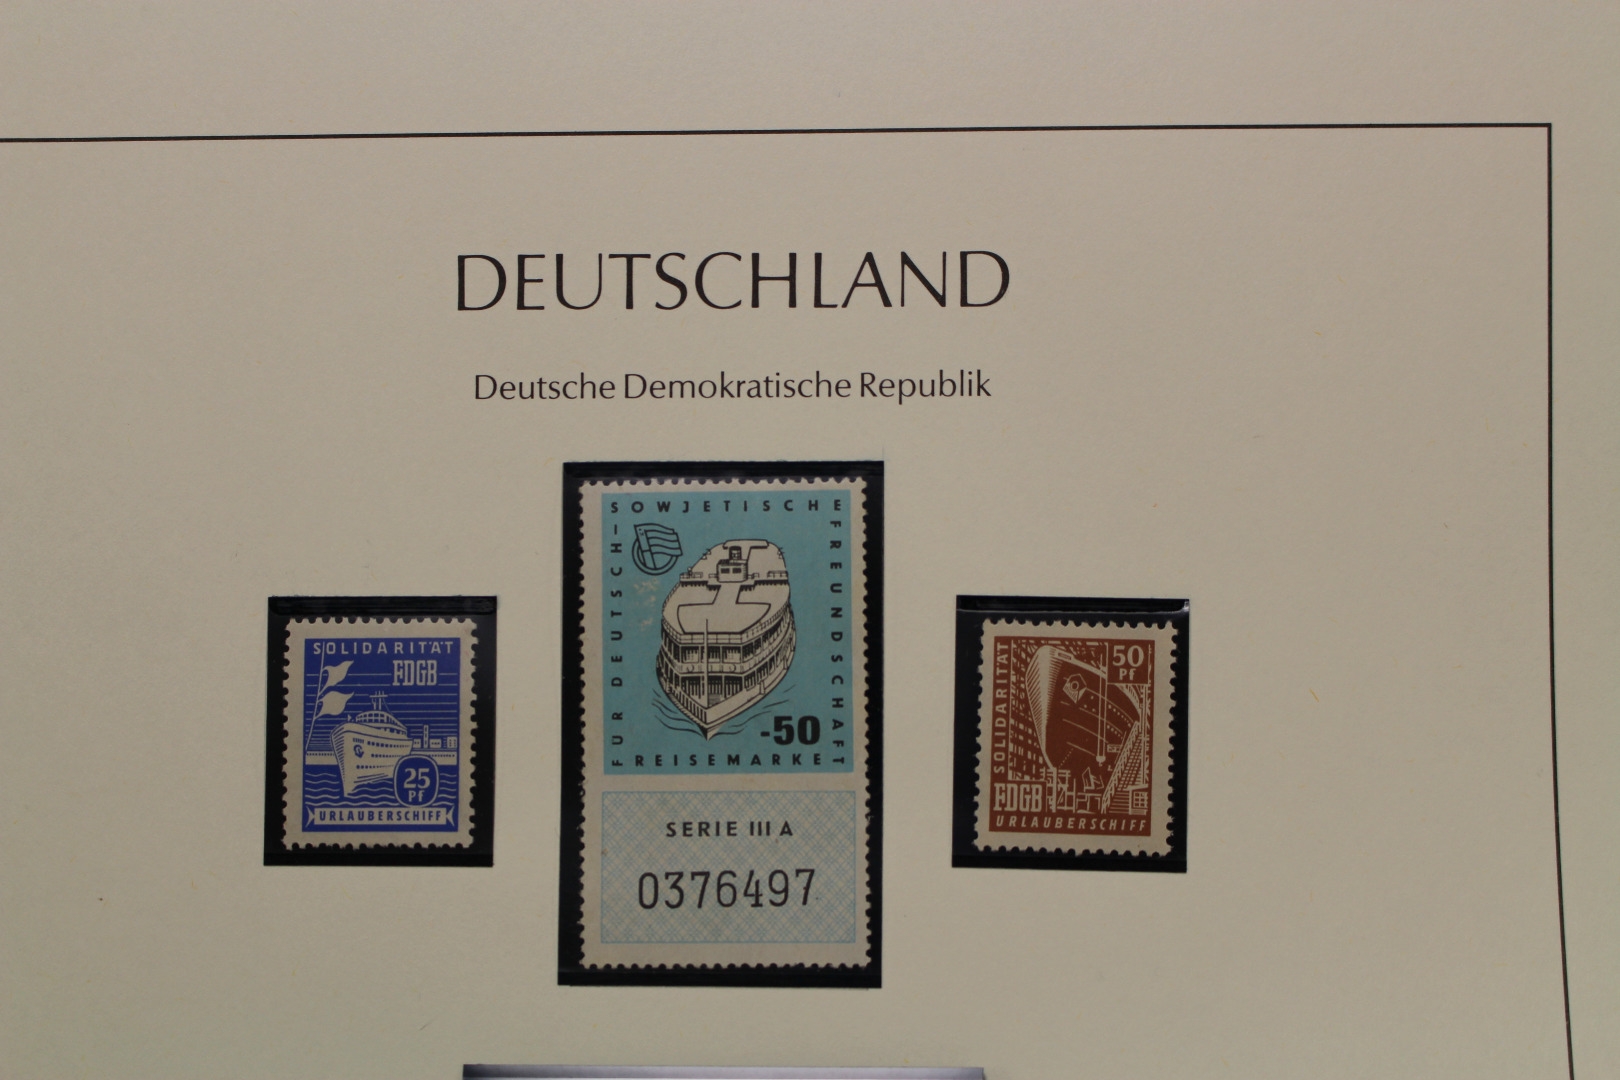 DEUTSCHLAND
Deutsche Demokratische Republik
SOLIDARITÄT
FDGB
25
Pf
URLAUBERSCHIFF
FÜR DEUTSCH-
SOWJETISCHE
FREUNDSCHAFT
-50
REISEMARKE
SERIE III A
0376497
SOLIDARITÄT
50
Pf
FDGB
URLAUBERSCHIFF